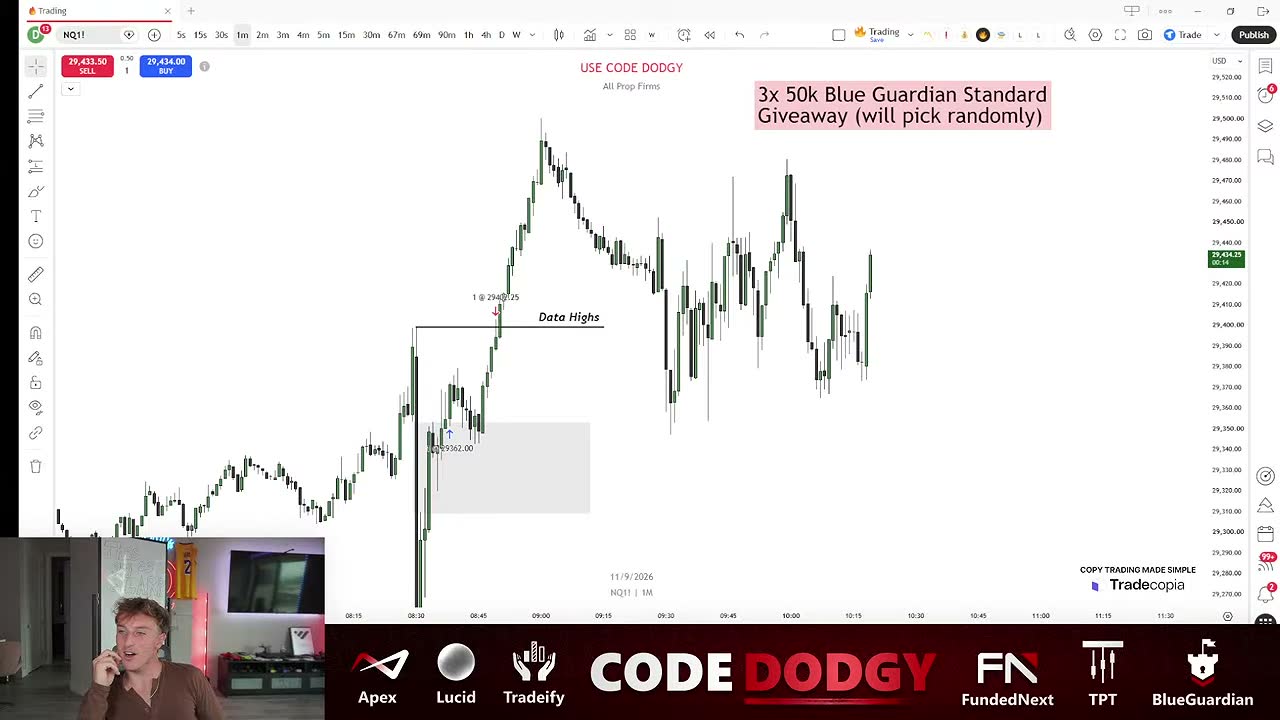 Trading
D 13
NQ1!
5s 15s 30s 1m 2m 3m 4m 5m 15m 30m 67m 69m 90m 1h 4h D W
w
Trading
Save
L L
Trade
Publish
29,433.50
SELL
0.50
1
29,434.00
BUY
USE CODE DODGY
All Prop Firms
3x 50k Blue Guardian Standard
Giveaway (will pick randomly)
USD
29,520.00
29,510.00
29,500.00
29,490.00
29,480.00
29,470.00
29,460.00
29,450.00
29,440.00
29,434.25
00:14
29,420.00
29,410.00
29,400.00
29,390.00
29,380.00
29,370.00
29,360.00
29,350.00
29,340.00
29,330.00
29,320.00
29,310.00
29,300.00
29,290.00
29,280.00
29,270.00
6
99+
2
Data Highs
11/9/2026
NQ1! | 1M
COPY TRADING MADE SIMPLE
Tradecopia
08:15 08:30 08:45 09:00 09:15 09:30 09:45 10:00 10:15 10:30 10:45 11:00 11:15 11:30
2
Apex
Lucid
Tradeify
CODE DODGY
FN
FundedNext
TPT
BlueGuardian